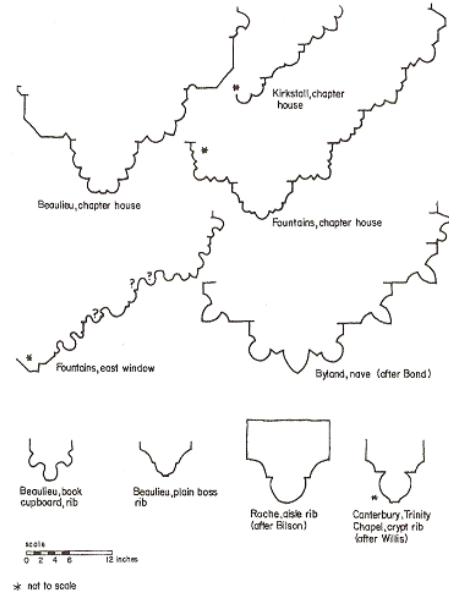 *
Kirkstall, chapter
house
*
Beaulieu, chapter house
Fountains, chapter house
?
?
?
*
Fountains, east window
Byland, nave (after Bond)
Beaulieu, book
cupboard, rib
Beaulieu, plain boss
rib
Roche, aisle rib
(after Bilson)
*
Canterbury, Trinity
Chapel, crypt rib
(after Willis)
scale
0 2 4 6 12 inches
* not to scale